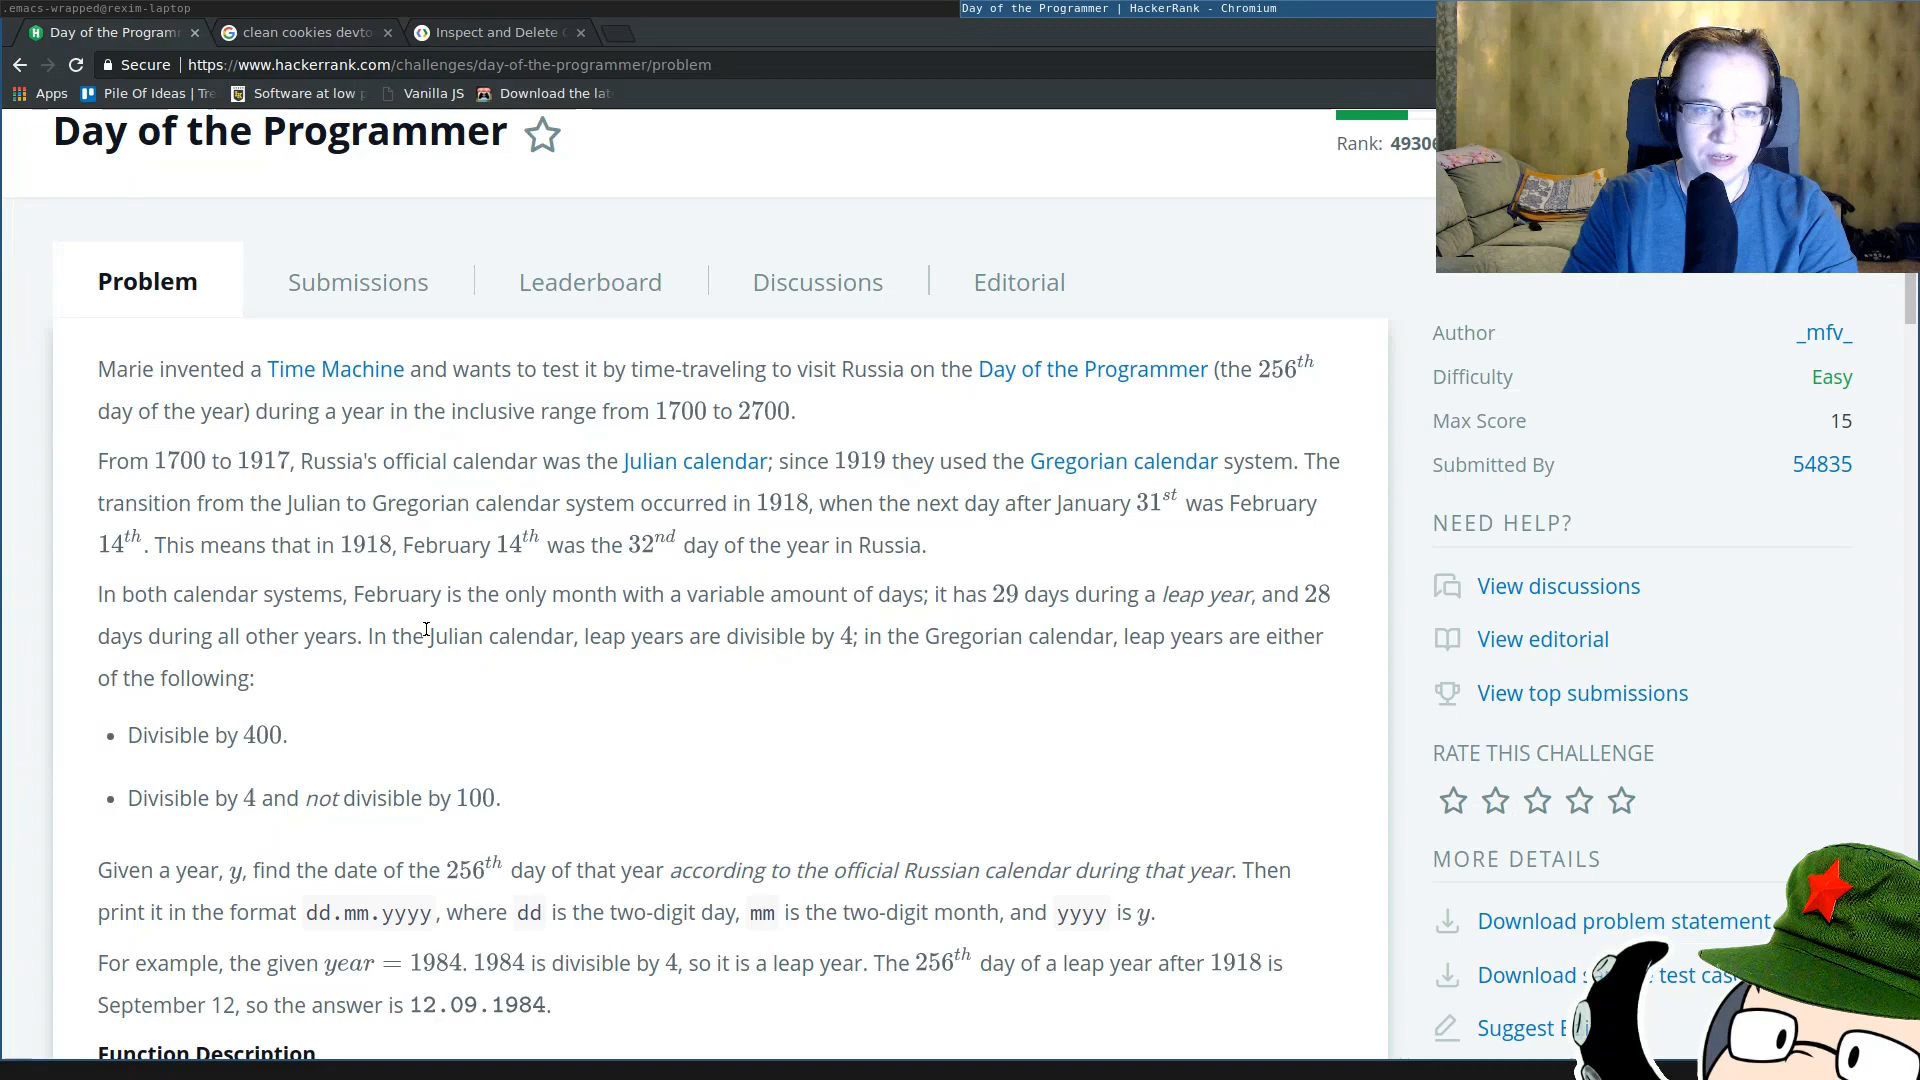 .emacs-wrapped@rexim-laptop
Day of the Programmer | HackerRank - Chromium
Day of the Program
clean cookies devto
Inspect and Delete
Secure | https://www.hackerrank.com/challenges/day-of-the-programmer/problem
Apps
Pile Of Ideas | Tre
Software at low p
Vanilla JS
Download the lat
Day of the Programmer
Rank: 49306
Problem
Submissions
Leaderboard
Discussions
Editorial
Marie invented a Time Machine and wants to test it by time-traveling to visit Russia on the Day of the Programmer (the 256th
day of the year) during a year in the inclusive range from 1700 to 2700.
From 1700 to 1917, Russia's official calendar was the Julian calendar; since 1919 they used the Gregorian calendar system. The
transition from the Julian to Gregorian calendar system occurred in 1918, when the next day after January 31st was February
14th. This means that in 1918, February 14th was the 32nd day of the year in Russia.
In both calendar systems, February is the only month with a variable amount of days; it has 29 days during a leap year, and 28
days during all other years. In the Julian calendar, leap years are divisible by 4; in the Gregorian calendar, leap years are either
of the following:
• Divisible by 400.
• Divisible by 4 and not divisible by 100.
Given a year, y, find the date of the 256th day of that year according to the official Russian calendar during that year. Then
print it in the format dd.mm.yyyy, where dd is the two-digit day, mm is the two-digit month, and yyyy is y.
For example, the given year = 1984. 1984 is divisible by 4, so it is a leap year. The 256th day of a leap year after 1918 is
September 12, so the answer is 12.09.1984.
Function Description
Author
_mfv_
Difficulty
Easy
Max Score
15
Submitted By
54835
NEED HELP?
View discussions
View editorial
View top submissions
RATE THIS CHALLENGE
MORE DETAILS
Download problem statement
Download test cas
Suggest E